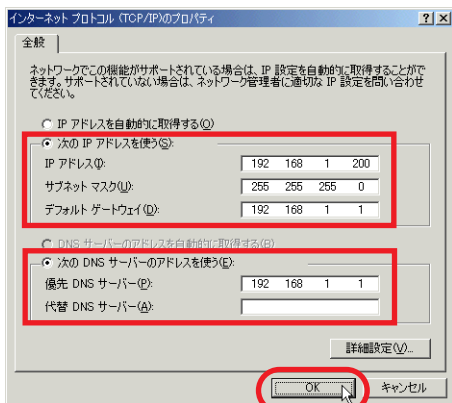 インターネット プロトコル (TCP/IP)のプロパティ
全般
ネットワークでこの機能がサポートされている場合は、IP 設定を自動的に取得することがで
きます。サポートされていない場合は、ネットワーク管理者に適切な IP 設定を問い合わせ
てください。
IP アドレスを自動的に取得する(O)
次の IP アドレスを使う(S):
IP アドレス(I): 192 168 1 200
サブネット マスク(U): 255 255 255 0
デフォルト ゲートウェイ(D): 192 168 1 1
DNS サーバーのアドレスを自動的に取得する(B)
次の DNS サーバーのアドレスを使う(E):
優先 DNS サーバー(P): 192 168 1 1
代替 DNS サーバー(A):
詳細設定(V)...
OK キャンセル